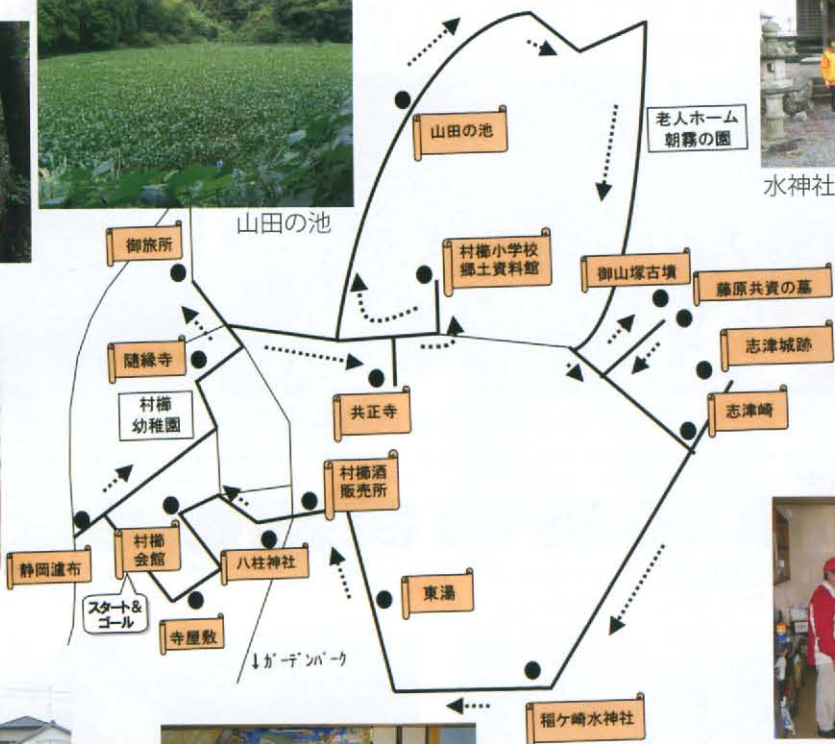 山田の池
水神社
山田の池
老人ホーム
朝霧の園
御旅所
村櫛小学校
郷土資料館
御山塚古墳
藤原共資の墓
随縁寺
志津城跡
村櫛
幼稚園
共正寺
志津崎
村櫛酒
販売所
静岡濾布
村櫛
会館
八柱神社
スタート&
ゴール
寺屋敷
東湯
↓ガーデンパーク
稲ケ崎水神社